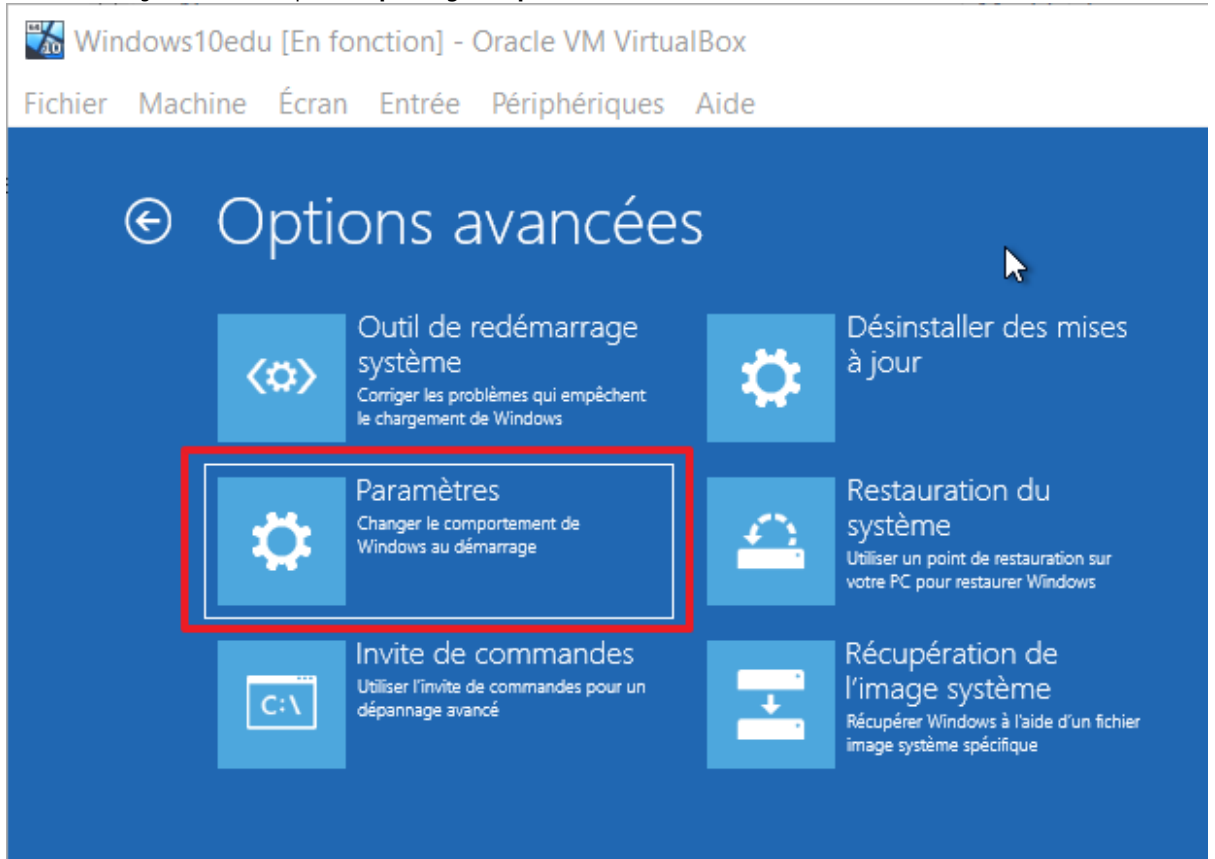 Windows10edu [En fonction] - Oracle VM VirtualBox
Fichier Machine Écran Entrée Périphériques Aide
Options avancées
Outil de redémarrage
système
Corriger les problèmes qui empêchent
le chargement de Windows
Désinstaller des mises
à jour
Paramètres
Changer le comportement de
Windows au démarrage
Restauration du
système
Utiliser un point de restauration sur
votre PC pour restaurer Windows
Invite de commandes
Utiliser l'invite de commandes pour un
dépannage avancé
C:\
Récupération de
l'image système
Récupérer Windows à l'aide d'un fichier
image système spécifique